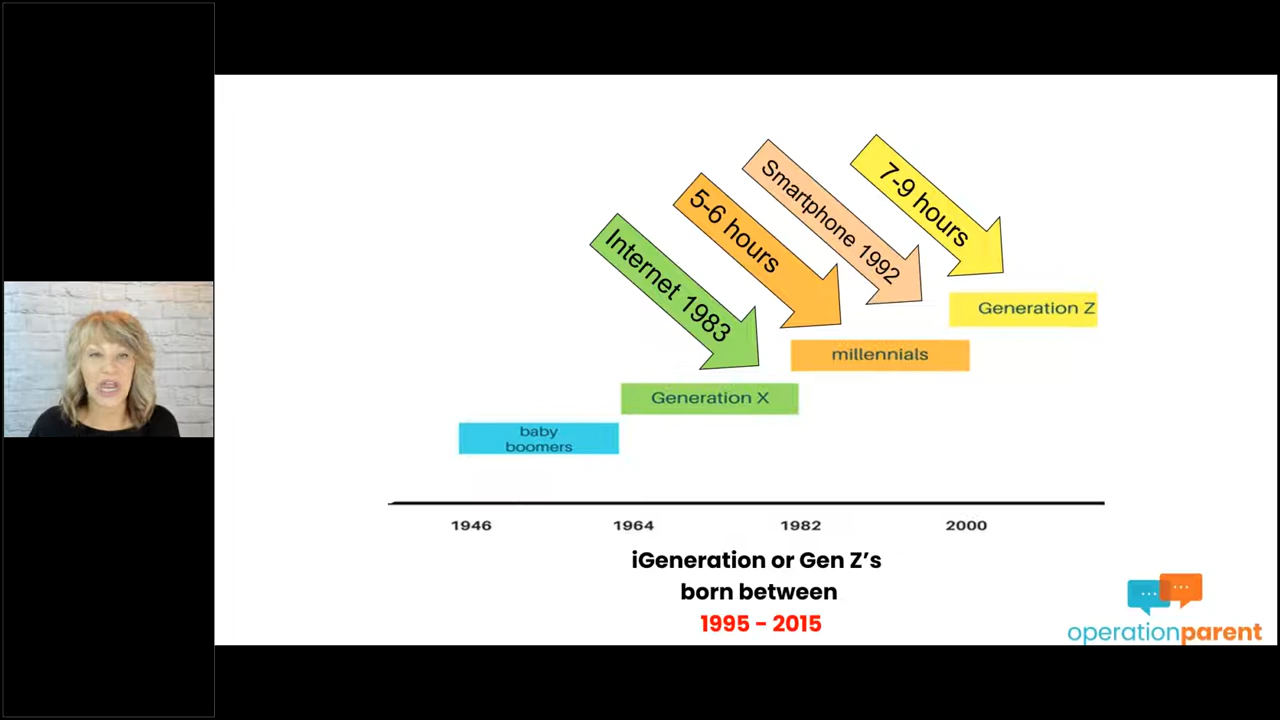 Internet 1983
5-6 hours
Smartphone 1992
7-9 hours
Generation Z
millennials
Generation X
baby
boomers
1946 1964 1982 2000
iGeneration or Gen Z’s
born between
1995 - 2015
operationparent